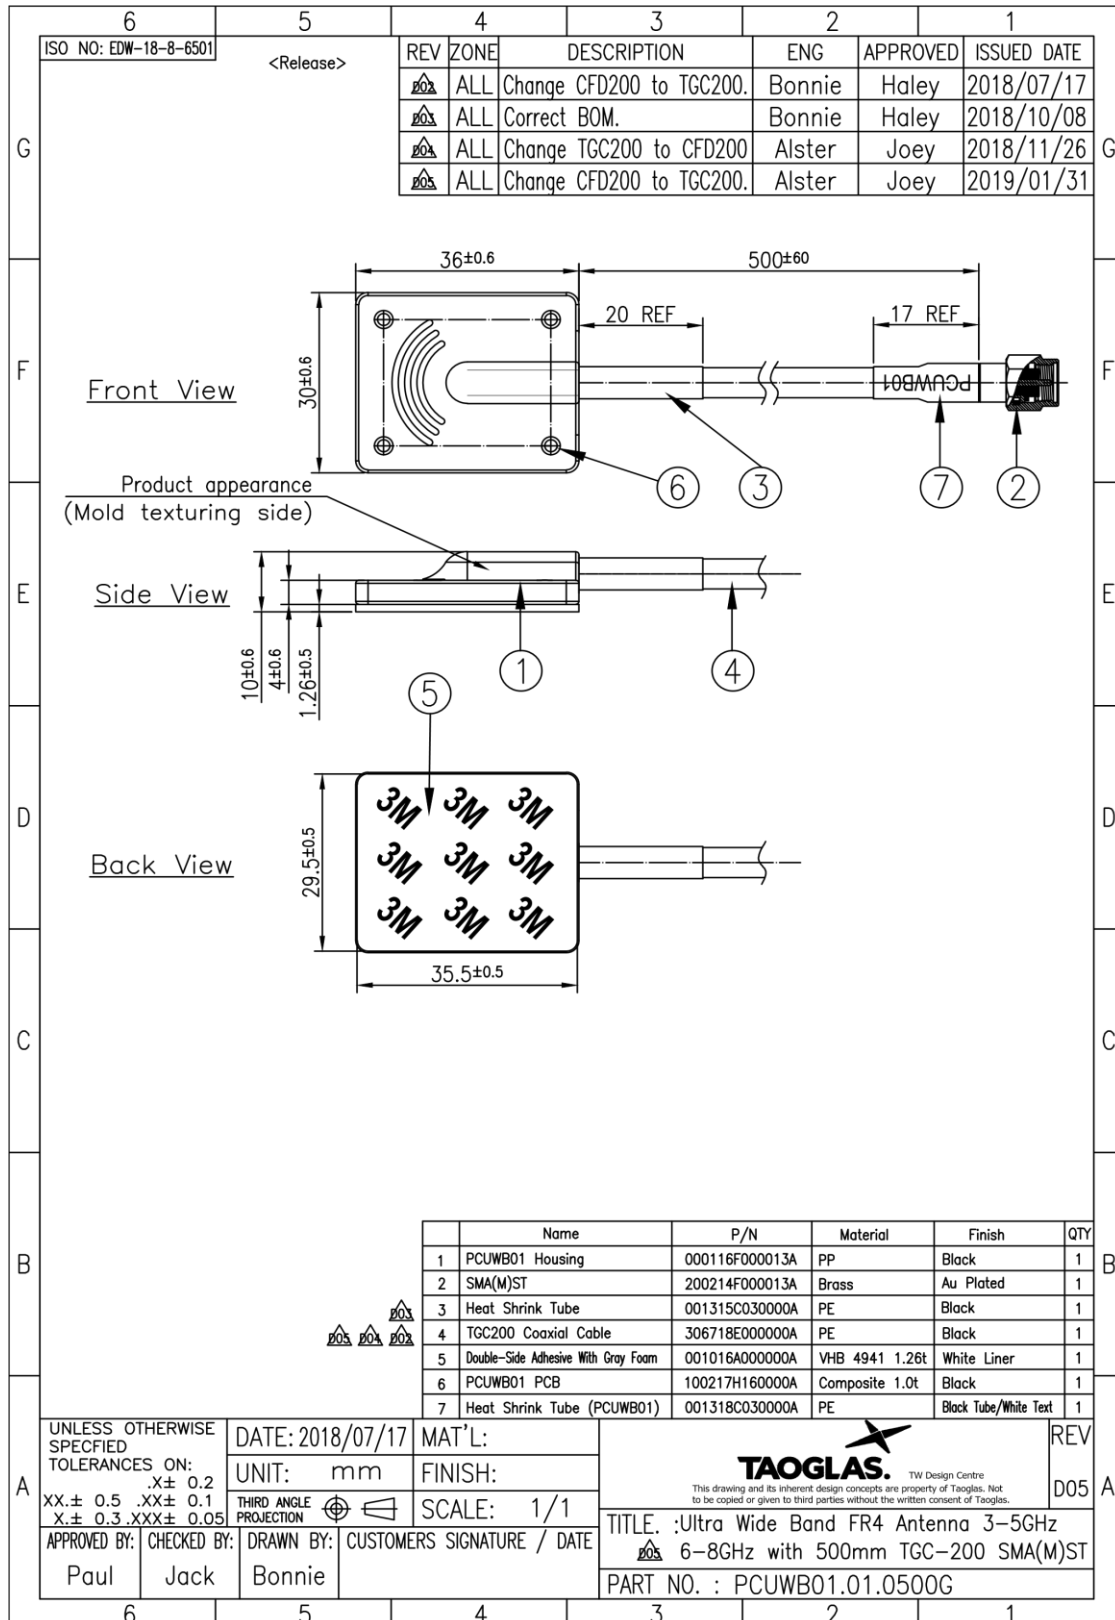 6 5 4 3 2 1
ISO NO: EDW-18-8-6501
<Release>
REV ZONE DESCRIPTION ENG APPROVED ISSUED DATE
D02 ALL Change CFD200 to TGC200. Bonnie Haley 2018/07/17
D03 ALL Correct BOM. Bonnie Haley 2018/10/08
D04 ALL Change TGC200 to CFD200 Alster Joey 2018/11/26
D05 ALL Change CFD200 to TGC200. Alster Joey 2019/01/31
G G
36±0.6 500±60
20 REF 17 REF
30±0.6
PCUWB01
F F
Front View
6 3 7 2
Product appearance
(Mold texturing side)
E E
Side View
10±0.6
4±0.6
1.26±0.5
1 4
5
D D
3M 3M 3M
3M 3M 3M
3M 3M 3M
Back View
29.5±0.5
35.5±0.5
C C
Name P/N Material Finish QTY
B B
1 PCUWB01 Housing 000116F000013A PP Black 1
2 SMA(M)ST 200214F000013A Brass Au Plated 1
D03
3 Heat Shrink Tube 001315C030000A PE Black 1
D05 D04 D02
4 TGC200 Coaxial Cable 306718E000000A PE Black 1
5 Double-Side Adhesive With Gray Foam 001016A000000A VHB 4941 1.26t White Liner 1
6 PCUWB01 PCB 100217H160000A Composite 1.0t Black 1
7 Heat Shrink Tube (PCUWB01) 001318C030000A PE Black Tube/White Text 1
UNLESS OTHERWISE
SPECFIED
TOLERANCES ON:
.X± 0.2
XX.± 0.5 .XX± 0.1
X.± 0.3 .XXX± 0.05
DATE: 2018/07/17 MAT'L:
UNIT: mm FINISH:
THIRD ANGLE
PROJECTION
SCALE: 1/1
A A
TAOGLAS.
TW Design Centre
This drawing and its inherent design concepts are property of Taoglas. Not
to be copied or given to third parties without the written consent of Taoglas.
REV
D05
APPROVED BY: CHECKED BY: DRAWN BY: CUSTOMERS SIGNATURE / DATE
Paul Jack Bonnie
TITLE. :Ultra Wide Band FR4 Antenna 3-5GHz
D05 6-8GHz with 500mm TGC-200 SMA(M)ST
PART NO. : PCUWB01.01.0500G
6 5 4 3 2 1